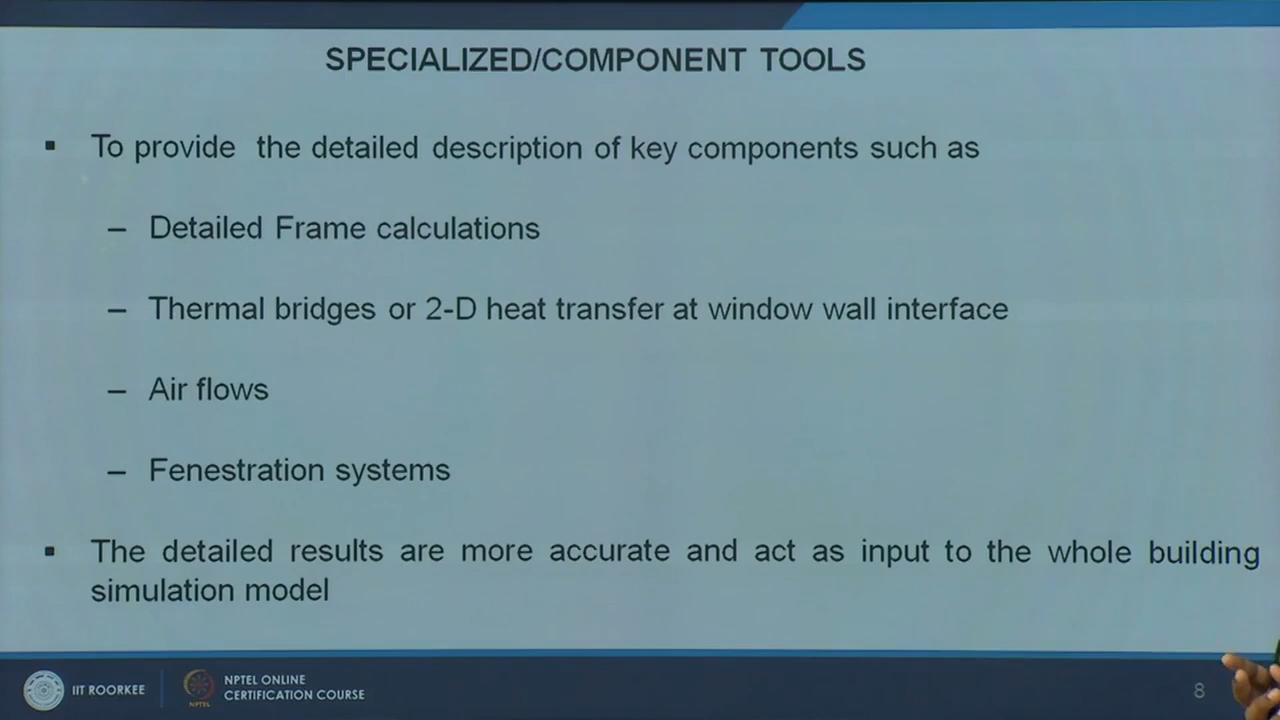 SPECIALIZED/COMPONENT TOOLS
▪ To provide the detailed description of key components such as
– Detailed Frame calculations
– Thermal bridges or 2-D heat transfer at window wall interface
– Air flows
– Fenestration systems
▪ The detailed results are more accurate and act as input to the whole building
simulation model
IIT ROORKEE
NPTEL
NPTEL ONLINE
CERTIFICATION COURSE
8